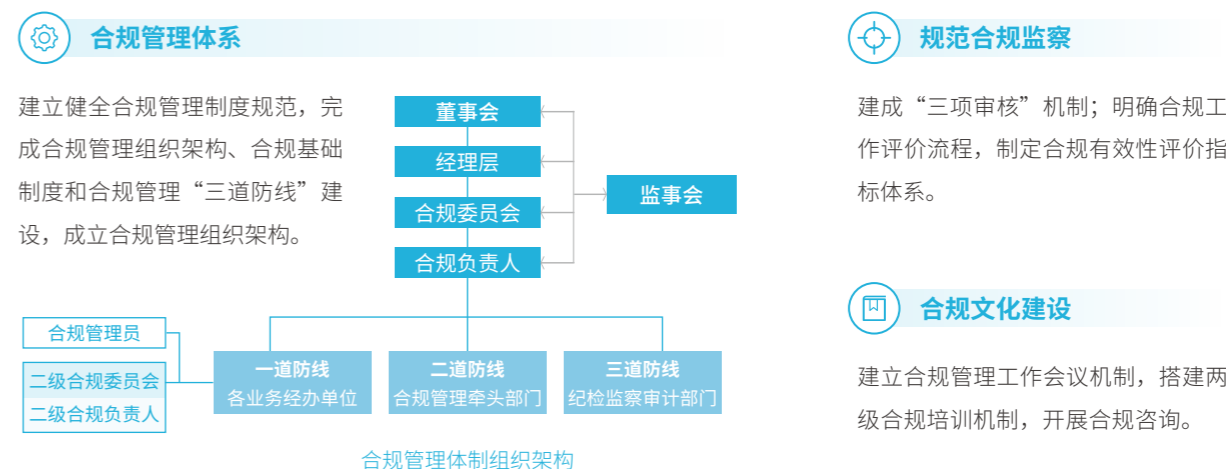 合规管理体系
建立健全合规管理制度规范，完
成合规管理组织架构、合规基础
制度和合规管理“三道防线”建
设，成立合规管理组织架构。
董事会
经理层
合规委员会
合规负责人
监事会
合规管理员
二级合规委员会
二级合规负责人
一道防线
各业务经办单位
二道防线
合规管理牵头部门
三道防线
纪检监察审计部门
合规管理体制组织架构
规范合规监察
建成“三项审核”机制；明确合规工
作评价流程，制定合规有效性评价指
标体系。
合规文化建设
建立合规管理工作会议机制，搭建两
级合规培训机制，开展合规咨询。